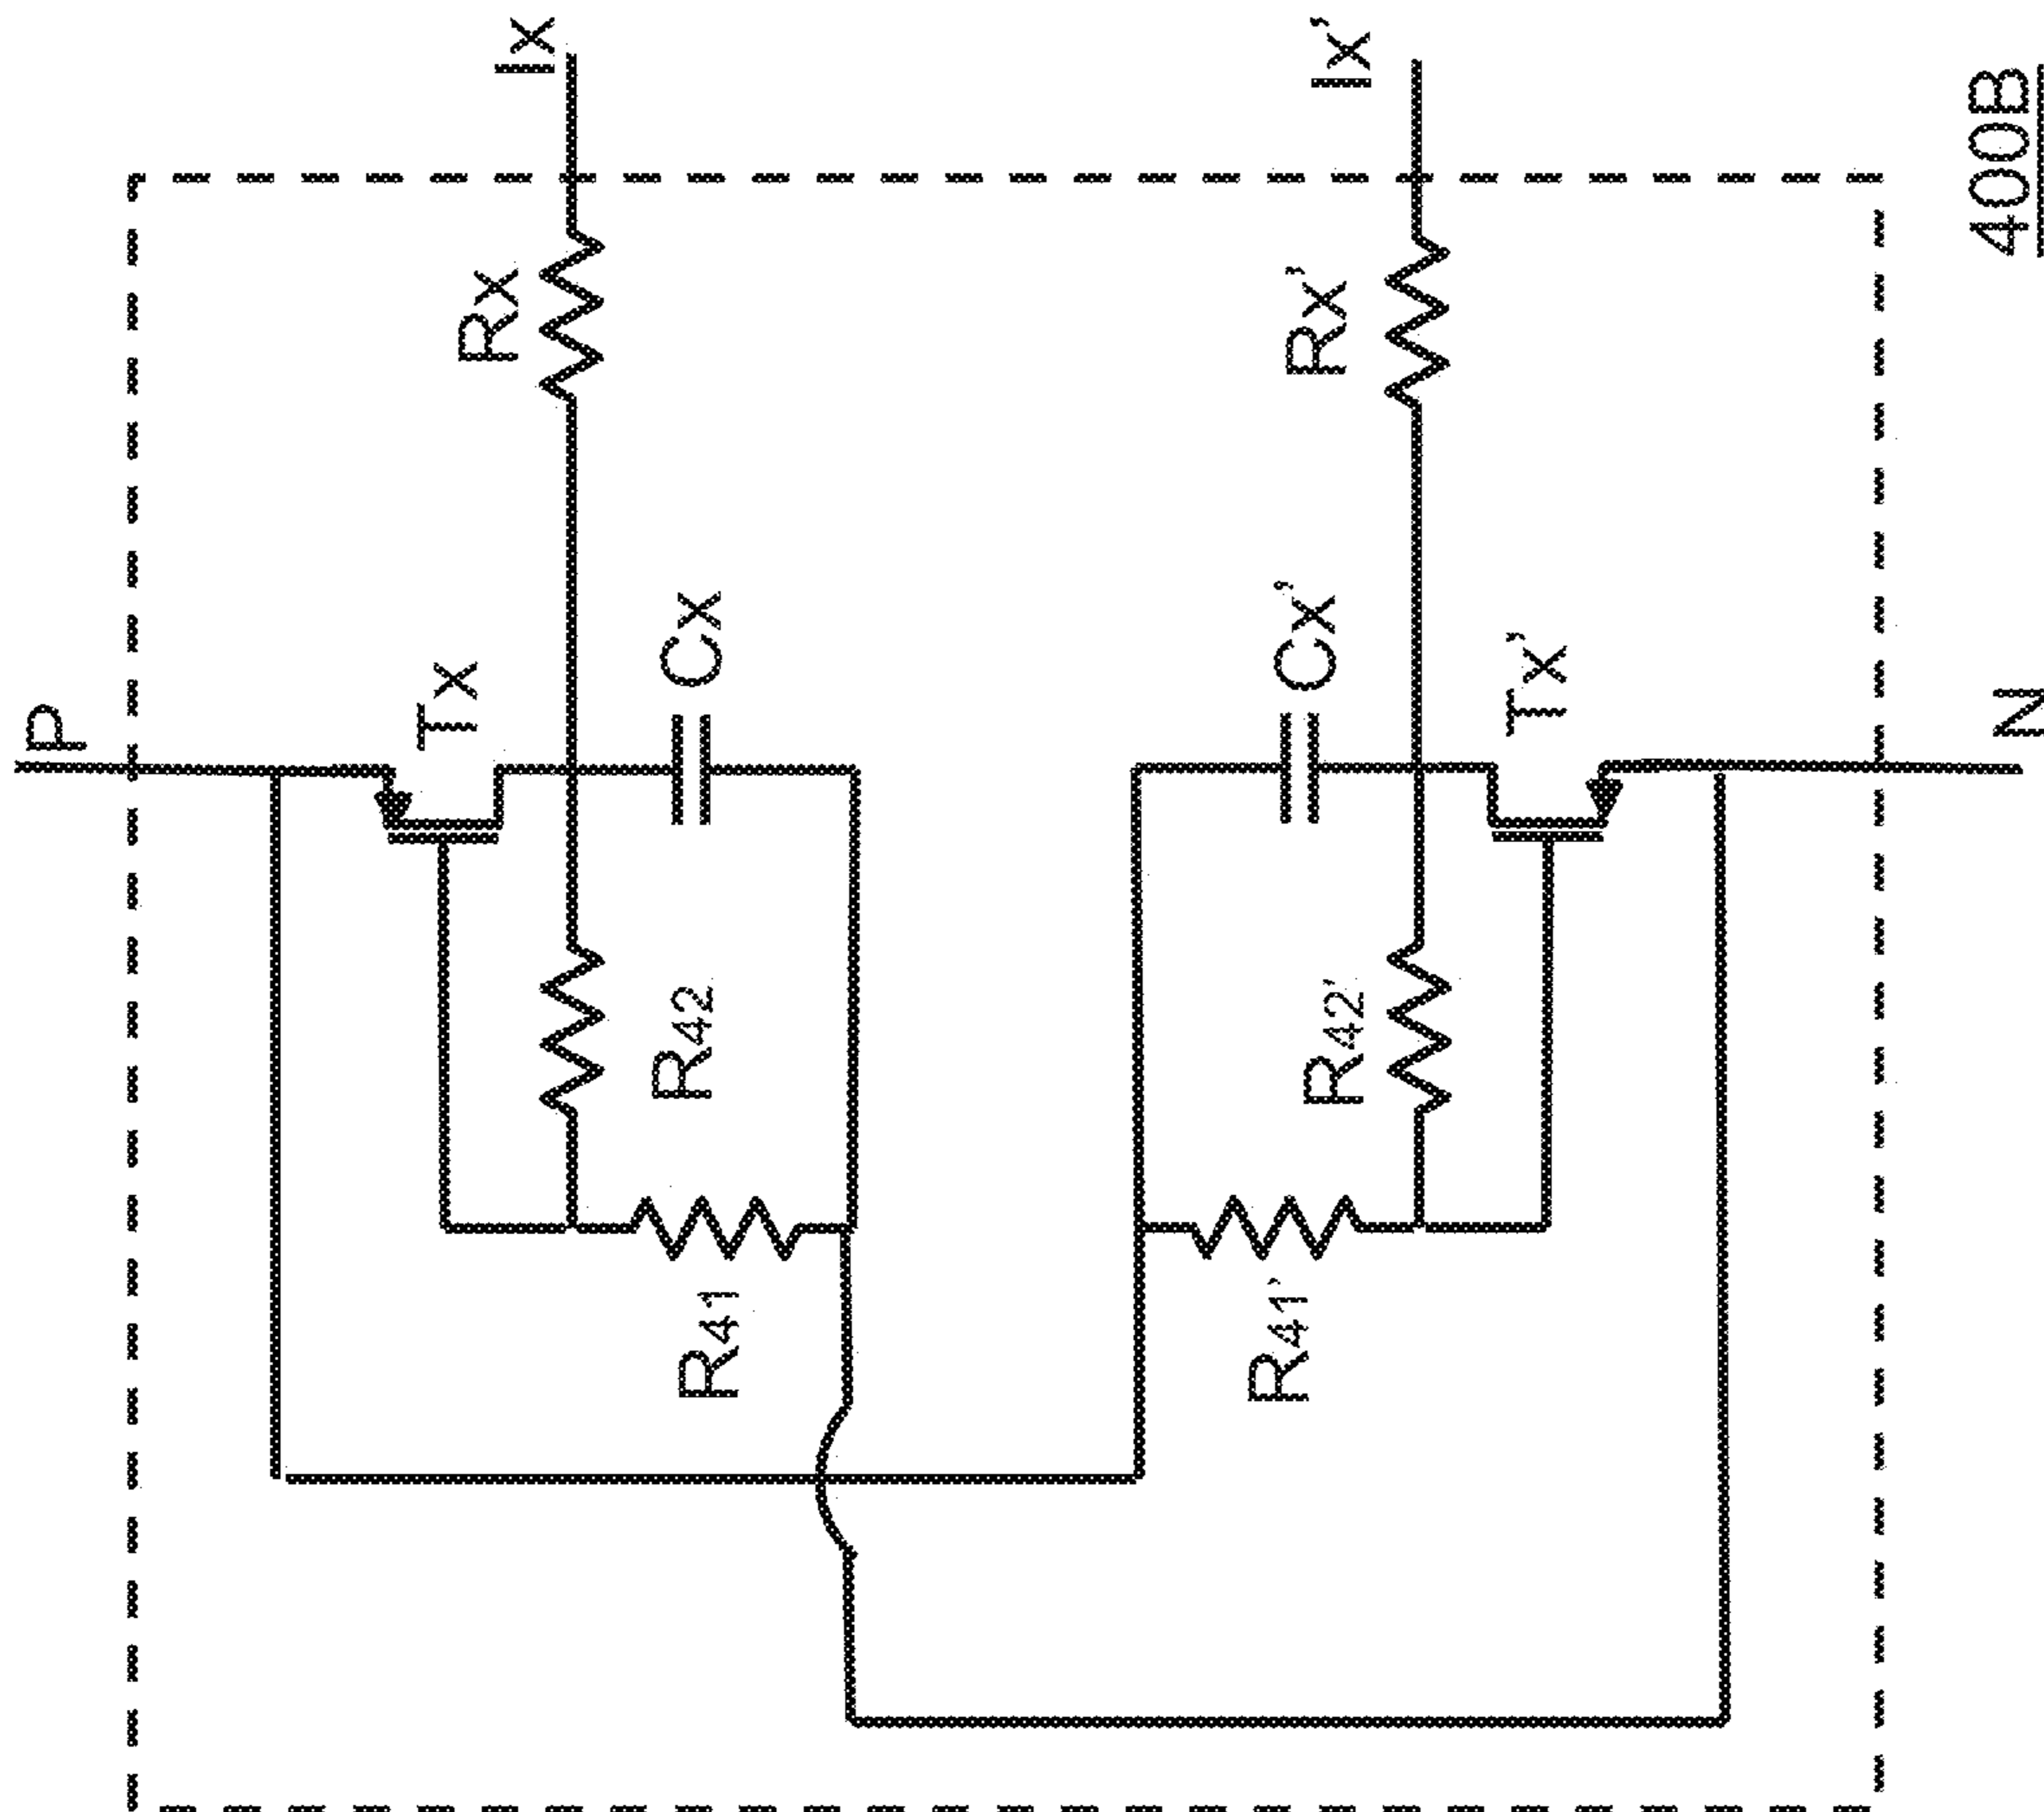 P
Tx
Rx
Ix
R42
Cx
R41
R41'
R42'
Cx'
Rx'
Ix'
Tx'
N
400B